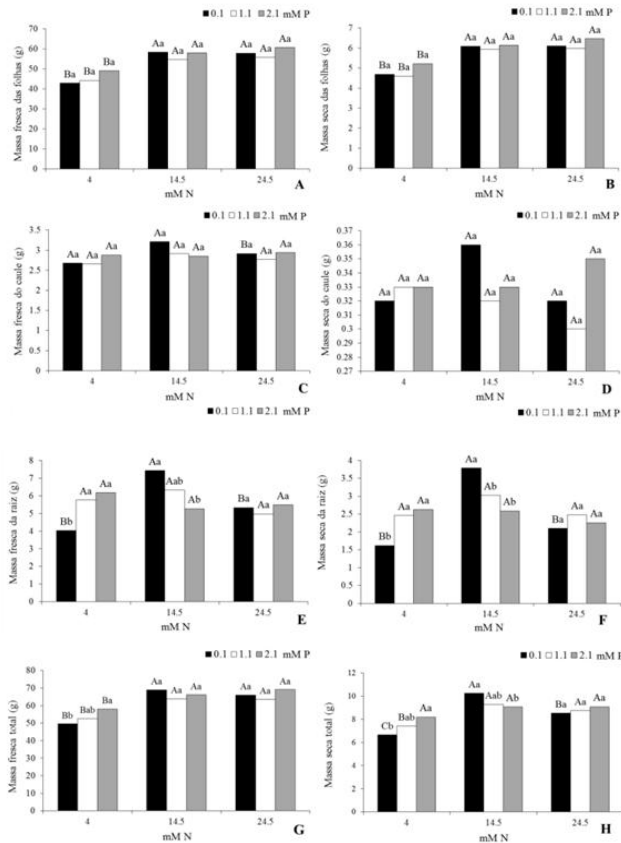 0.1 1.1 2.1 mM P
Massa fresca das folhas (g)
70
60
50
40
30
20
10
0
Ba Ba Ba
Aa Aa Aa
Aa Aa Aa
4 14.5 24.5
mM N
A
0.1 1.1 2.1 mM P
Massa seca das folhas (g)
7
6
5
4
3
2
1
0
Ba Ba Ba
Aa Aa Aa
Aa Aa Aa
4 14.5 24.5
mM N
B
0.1 1.1 2.1 mM P
Massa fresca do caule (g)
3.5
3
2.5
2
1.5
1
0.5
0
Aa Aa Aa
Aa Aa Aa
Ba Aa Aa
4 14.5 24.5
mM N
C
0.1 1.1 2.1 mM P
Massa seca do caule (g)
0.37
0.36
0.35
0.34
0.33
0.32
0.31
0.3
0.29
0.28
0.27
Aa Aa Aa
Aa Aa Aa
Aa Aa Aa
4 14.5 24.5
mM N
D
0.1 1.1 2.1 mM P
Massa fresca da raiz (g)
8
7
6
5
4
3
2
1
0
Bb Aa Aa
Aa Aab Ab
Ba Aa Aa
4 14.5 24.5
mM N
E
0.1 1.1 2.1 mM P
Massa seca da raiz (g)
4
3.5
3
2.5
2
1.5
1
0.5
0
Bb Aa Aa
Aa Ab Ab
Ba Aa Aa
4 14.5 24.5
mM N
F
0.1 1.1 2.1 mM P
Massa fresca total (g)
80
70
60
50
40
30
20
10
0
Bb Bab Ba
Aa Aa Aa
Aa Aa Aa
4 14.5 24.5
mM N
G
0.1 1.1 2.1 mM P
Massa seca total (g)
12
10
8
6
4
2
0
Cb Bab Aa
Aa Aab Ab
Ba Aa Aa
4 14.5 24.5
mM N
H